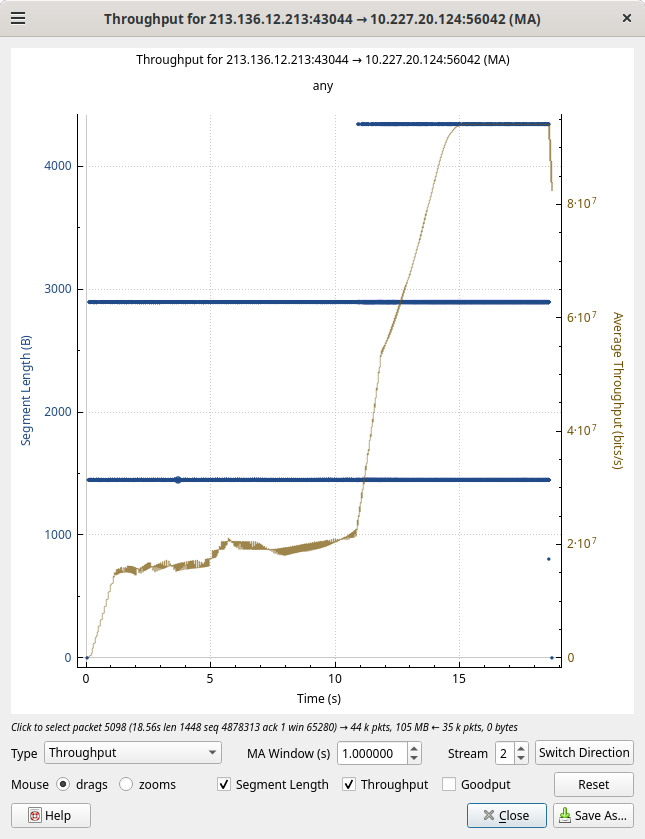 Throughput for 213.136.12.213:43044 → 10.227.20.124:56042 (MA)
Throughput for 213.136.12.213:43044 → 10.227.20.124:56042 (MA)
any
4000
3000
2000
1000
0
Segment Length (B)
8·10⁷
6·10⁷
4·10⁷
2·10⁷
0
Average Throughput (bits/s)
0 5 10 15
Time (s)
Click to select packet 5098 (18.56s len 1448 seq 4878313 ack 1 win 65280) → 44 k pkts, 105 MB ← 35 k pkts, 0 bytes
Type Throughput MA Window (s) 1.000000 Stream 2 Switch Direction
Mouse drags zooms Segment Length Throughput Goodput Reset
Help Close Save As...